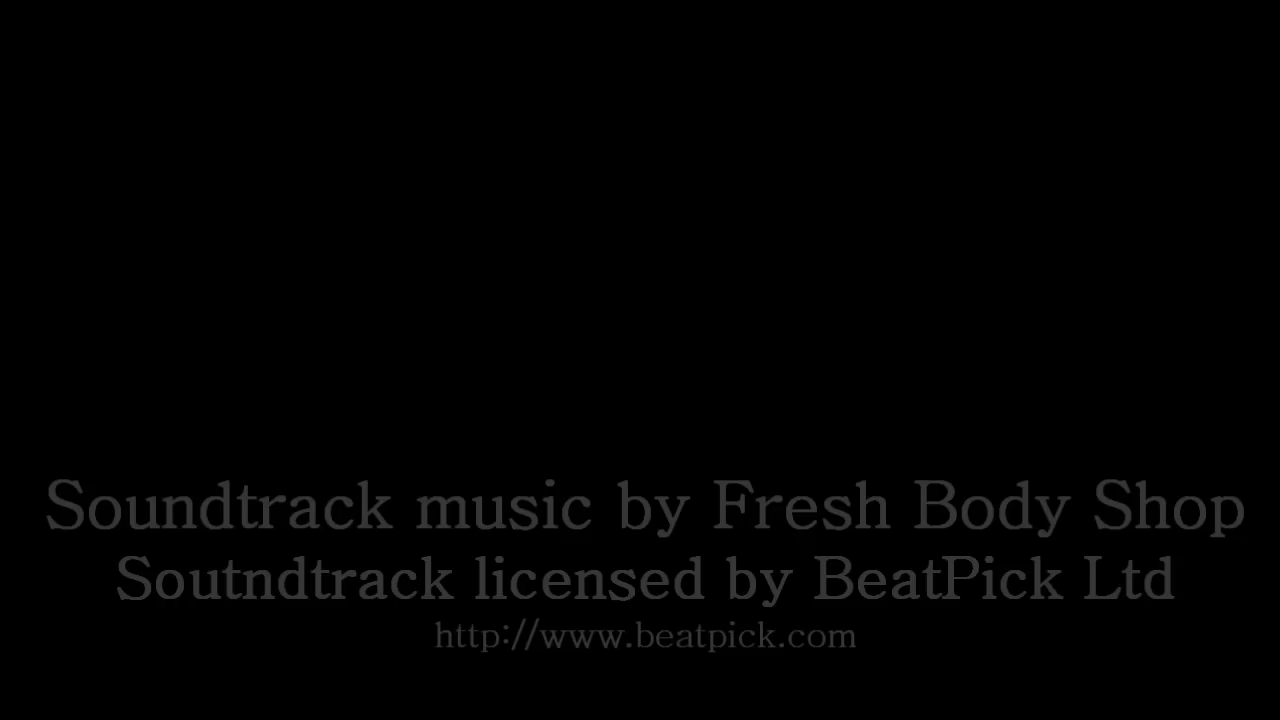 Soundtrack music by Fresh Body Shop
Soutndtrack licensed by BeatPick Ltd
http://www.beatpick.com